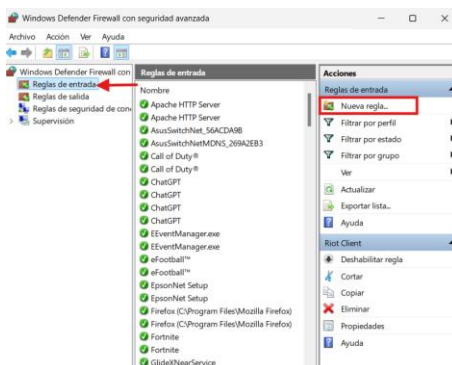 Windows Defender Firewall con seguridad avanzada
Archivo Acción Ver Ayuda
Windows Defender Firewall con
Reglas de entrada
Reglas de salida
Reglas de seguridad de con
Supervisión
Reglas de entrada
Nombre
Apache HTTP Server
Apache HTTP Server
AsusSwitchNet_56ACDA9B
AsusSwitchNetMDNS_269A2EB3
Call of Duty®
Call of Duty®
ChatGPT
ChatGPT
ChatGPT
ChatGPT
EEventManager.exe
EEventManager.exe
eFootball™
eFootball™
EpsonNet Setup
EpsonNet Setup
Firefox (C:\Program Files\Mozilla Firefox)
Firefox (C:\Program Files\Mozilla Firefox)
Fortnite
Fortnite
GlideXNearService
Acciones
Reglas de entrada
Nueva regla...
Filtrar por perfil
Filtrar por estado
Filtrar por grupo
Ver
Actualizar
Exportar lista...
Ayuda
Riot Client
Deshabilitar regla
Cortar
Copiar
Eliminar
Propiedades
Ayuda